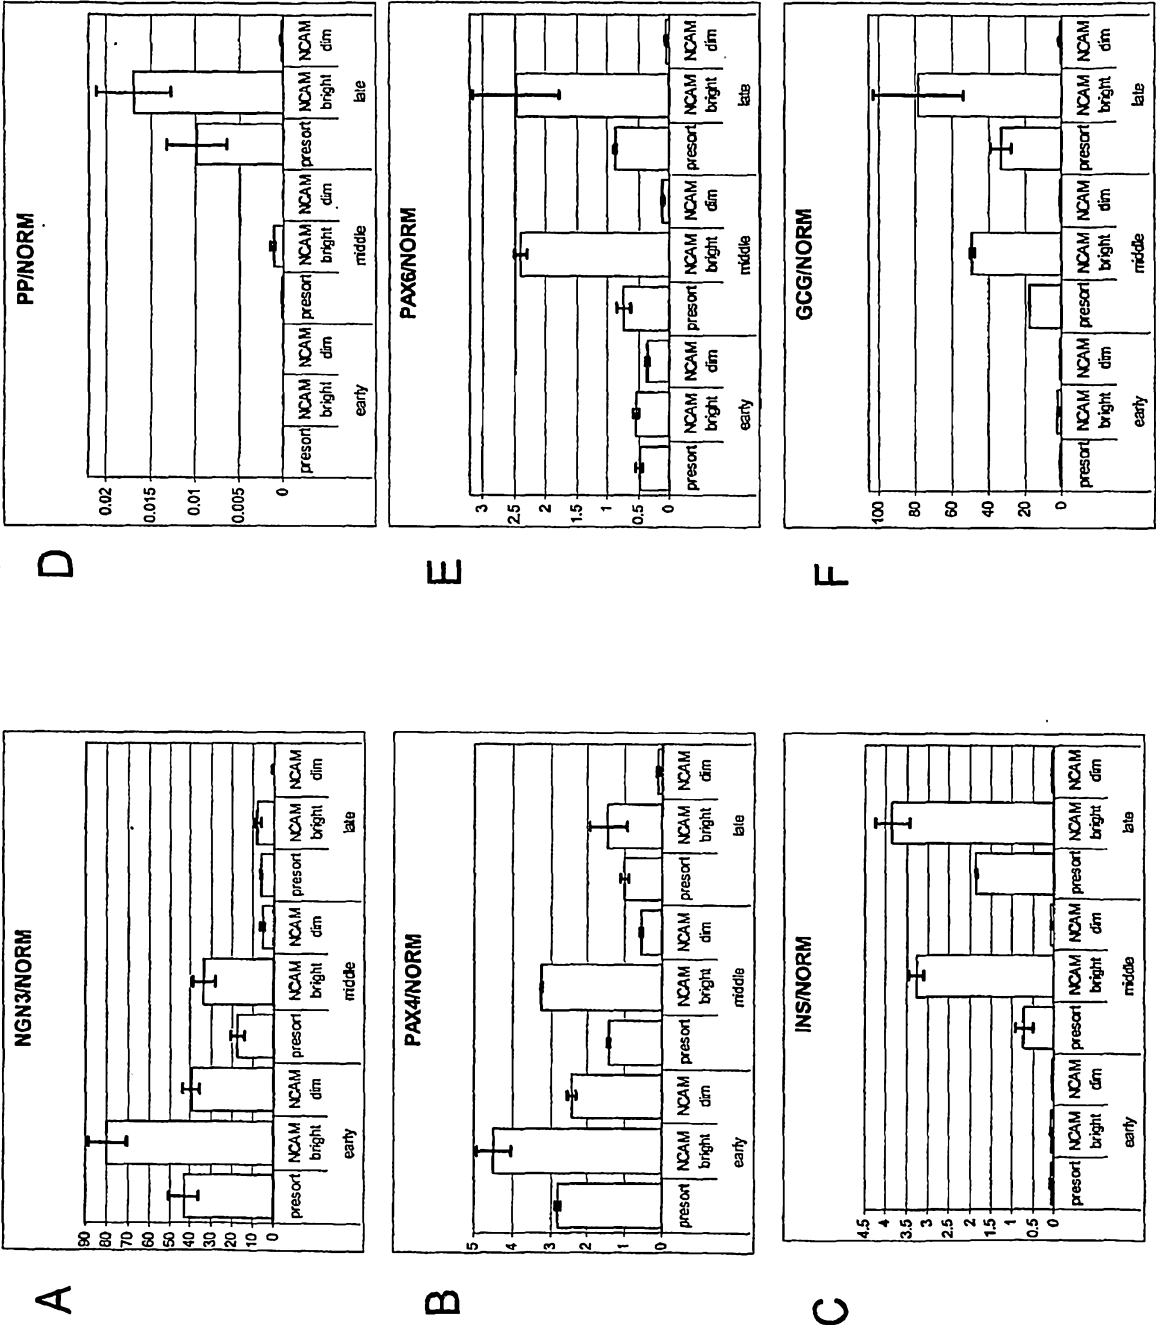 A
NGN3/NORM
90
80
70
60
50
40
30
20
10
0
presort NCAM bright NCAM dim presort NCAM bright NCAM dim presort NCAM bright NCAM dim
early middle late
B
PAX4/NORM
5
4
3
2
1
0
presort NCAM bright NCAM dim presort NCAM bright NCAM dim presort NCAM bright NCAM dim
early middle late
C
INS/NORM
4.5
4
3.5
3
2.5
2
1.5
1
0.5
0
presort NCAM bright NCAM dim presort NCAM bright NCAM dim presort NCAM bright NCAM dim
early middle late
D
PP/NORM
0.02
0.015
0.01
0.005
0
presort NCAM bright NCAM dim presort NCAM bright NCAM dim presort NCAM bright NCAM dim
early middle late
E
PAX6/NORM
3
2.5
2
1.5
1
0.5
0
presort NCAM bright NCAM dim presort NCAM bright NCAM dim presort NCAM bright NCAM dim
early middle late
F
GCG/NORM
100
80
60
40
20
0
presort NCAM bright NCAM dim presort NCAM bright NCAM dim presort NCAM bright NCAM dim
early middle late